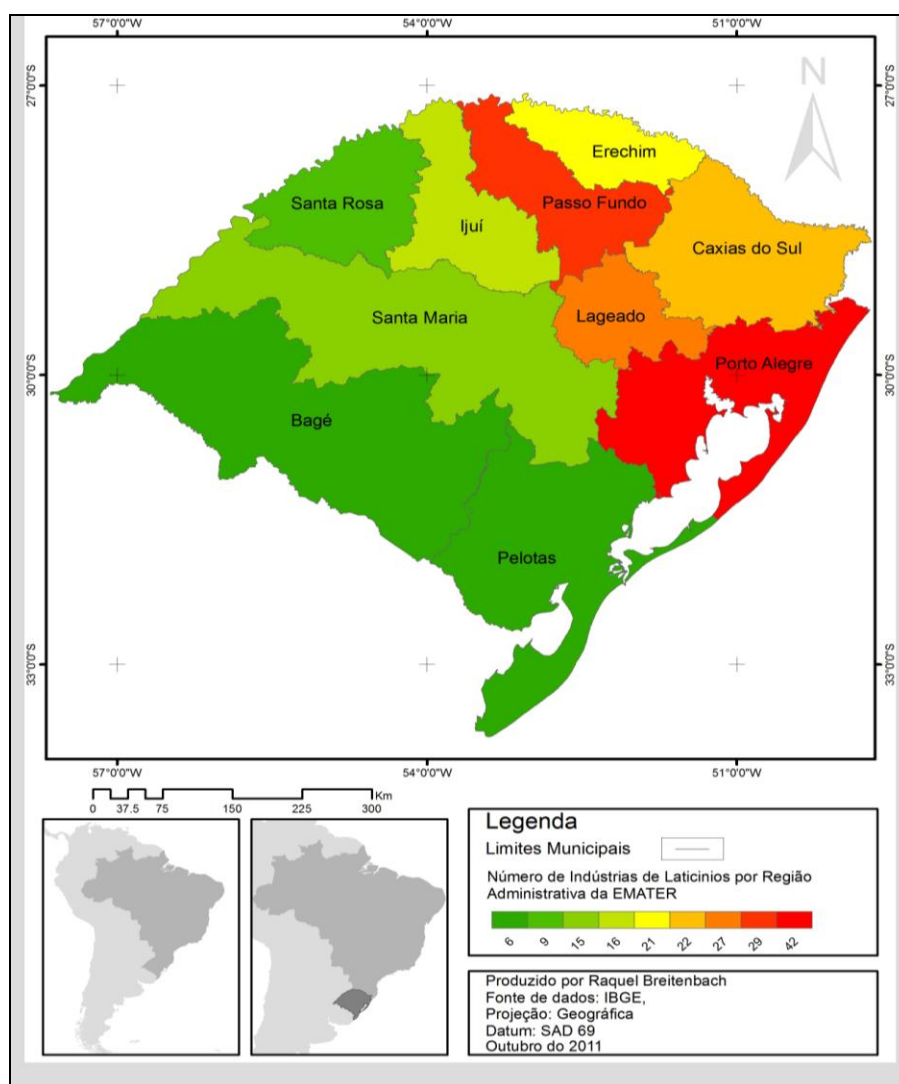 57°0'0"W 54°0'0"W 51°0'0"W
N
27°0'0"S 27°0'0"S
Erechim
Santa Rosa
Passo Fundo
Ijuí
Caxias do Sul
Santa Maria
Lageado
Porto Alegre
30°0'0"S 30°0'0"S
Bagé
Pelotas
33°0'0"S 33°0'0"S
57°0'0"W 54°0'0"W 51°0'0"W
Km
0 37.5 75 150 225 300
Legenda
Limites Municipais
Número de Indústrias de Laticinios por Região
Administrativa da EMATER
6 9 15 16 21 22 27 29 42
Produzido por Raquel Breitenbach
Fonte de dados: IBGE,
Projeção: Geográfica
Datum: SAD 69
Outubro do 2011